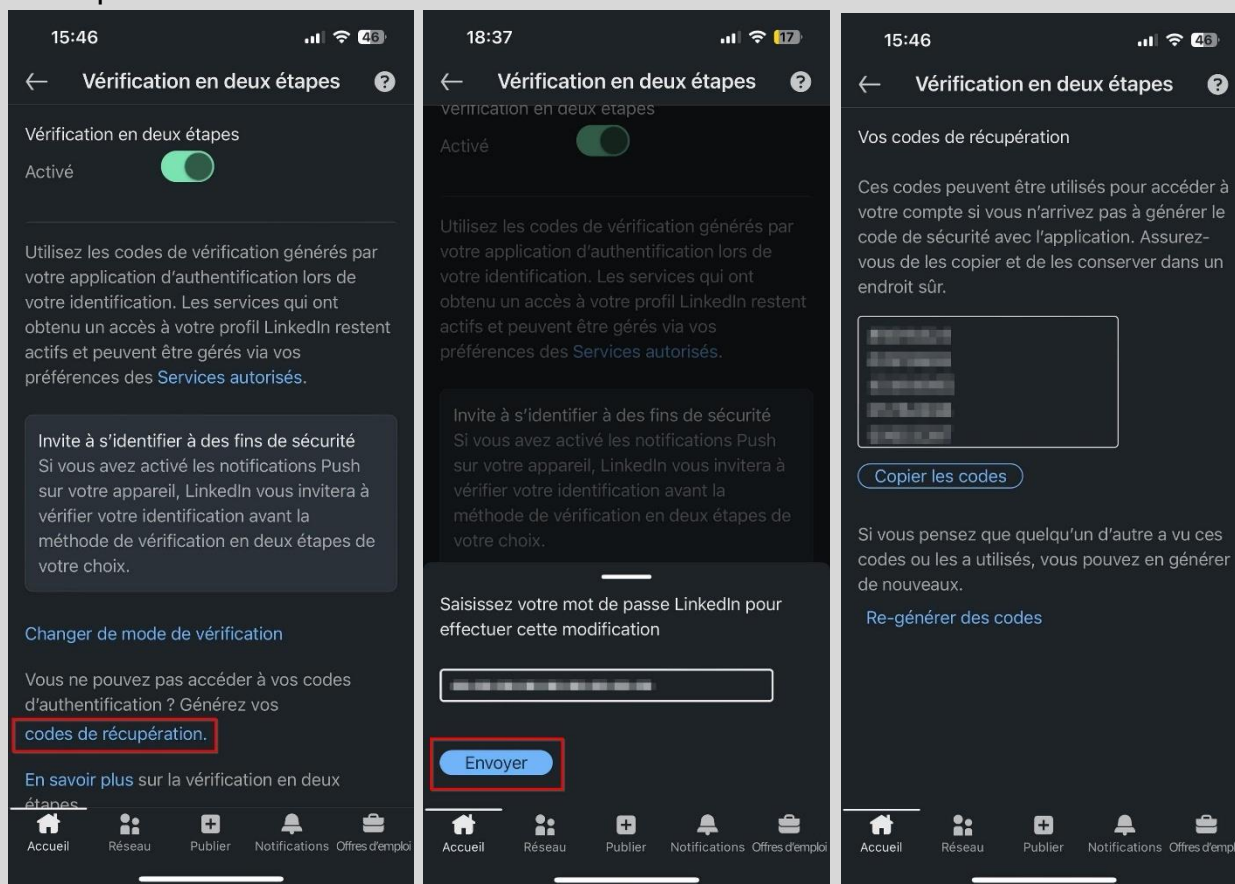 15:46
46
Vérification en deux étapes
?
Vérification en deux étapes
Activé
Utilisez les codes de vérification générés par
votre application d'authentification lors de
votre identification. Les services qui ont
obtenu un accès à votre profil LinkedIn restent
actifs et peuvent être gérés via vos
préférences des Services autorisés.
Invite à s'identifier à des fins de sécurité
Si vous avez activé les notifications Push
sur votre appareil, LinkedIn vous invitera à
vérifier votre identification avant la
méthode de vérification en deux étapes de
votre choix.
Changer de mode de vérification
Vous ne pouvez pas accéder à vos codes
d'authentification ? Générez vos
codes de récupération.
En savoir plus sur la vérification en deux
étapes
Accueil
Réseau
Publier
Notifications
Offres d'emploi
18:37
17
Vérification en deux étapes
?
Vérification en deux étapes
Activé
Utilisez les codes de vérification générés par
votre application d'authentification lors de
votre identification. Les services qui ont
obtenu un accès à votre profil LinkedIn restent
actifs et peuvent être gérés via vos
préférences des Services autorisés.
Invite à s'identifier à des fins de sécurité
Si vous avez activé les notifications Push
sur votre appareil, LinkedIn vous invitera à
vérifier votre identification avant la
méthode de vérification en deux étapes de
votre choix.
Saisissez votre mot de passe LinkedIn pour
effectuer cette modification
Envoyer
Accueil
Réseau
Publier
Notifications
Offres d'emploi
15:46
46
Vérification en deux étapes
?
Vos codes de récupération
Ces codes peuvent être utilisés pour accéder à
votre compte si vous n'arrivez pas à générer le
code de sécurité avec l'application. Assurez-
vous de les copier et de les conserver dans un
endroit sûr.
Copier les codes
Si vous pensez que quelqu'un d'autre a vu ces
codes ou les a utilisés, vous pouvez en générer
de nouveaux.
Re-générer des codes
Accueil
Réseau
Publier
Notifications
Offres d'empl